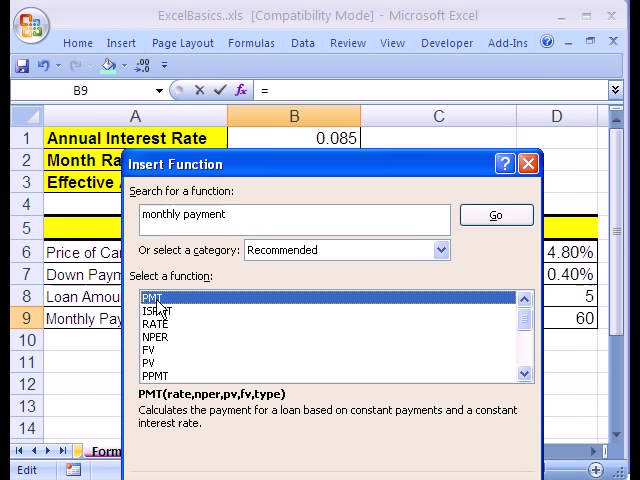 ExcelBasics..xls [Compatibility Mode] - Microsoft Excel
Home Insert Page Layout Formulas Data Review View Developer Add-Ins
B9 fx =
A B C D
1 Annual Interest Rate 0.085
2 Month Ra
3 Effective A
4
5
6 Price of Ca 4.80%
7 Down Paym 0.40%
8 Loan Amou 5
9 Monthly Pay 60
10
11
12
13
14
Insert Function
Search for a function:
monthly payment
Go
Or select a category: Recommended
Select a function:
PMT
RATE
NPER
FV
PV
PPMT
PMT(rate,nper,pv,fv,type)
Calculates the payment for a loan based on constant payments and a constant
interest rate.
Form
Edit